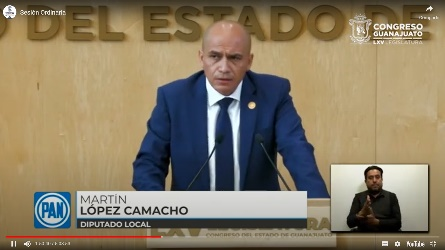 Sesión Ordinaria
O DEL ESTADO DE
CONGRESO
GUANAJUATO
LXV LEGISLATURA
PAN
MARTÍN
LÓPEZ CAMACHO
DIPUTADO LOCAL
CONGRESO DEL ESTADO DE GUANAJUATO
YouTube